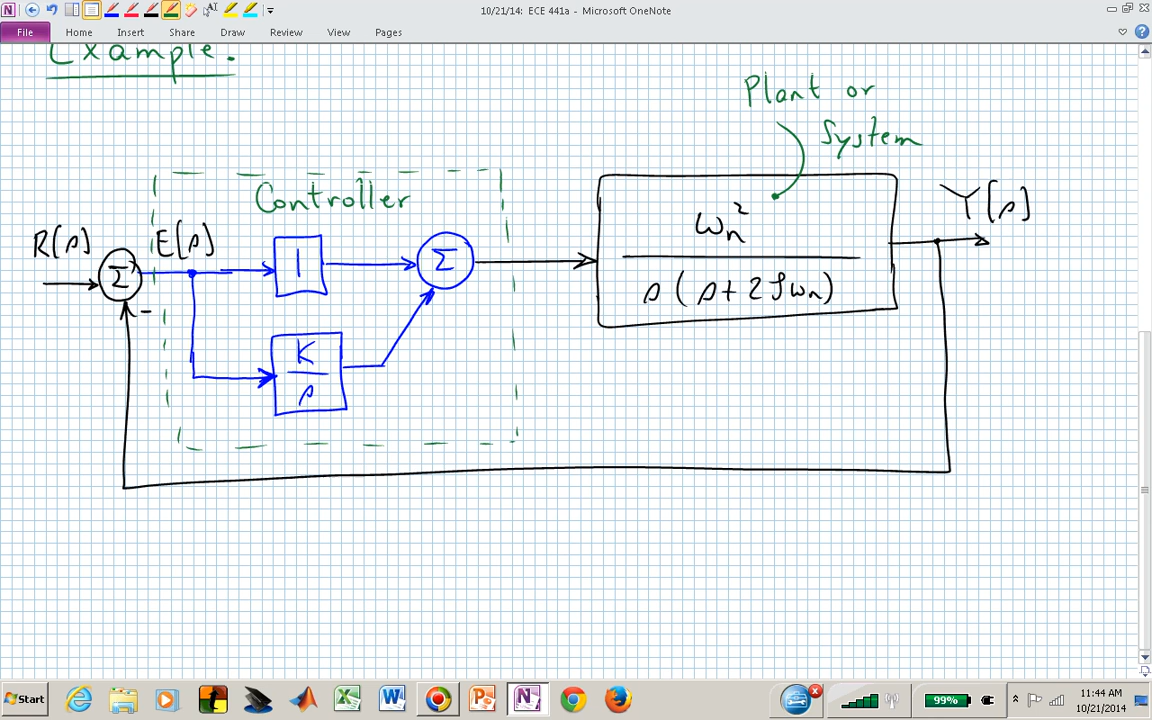 10/21/14: ECE 441a - Microsoft OneNote
File Home Insert Share Draw Review View Pages
Example:
Plant or
System
Controller
R[s]
E[s]
Y[s]
Σ
1
Σ
ωn²
s(s+2ζωn)
-
K
s
Start
99%
11:44 AM
10/21/2014